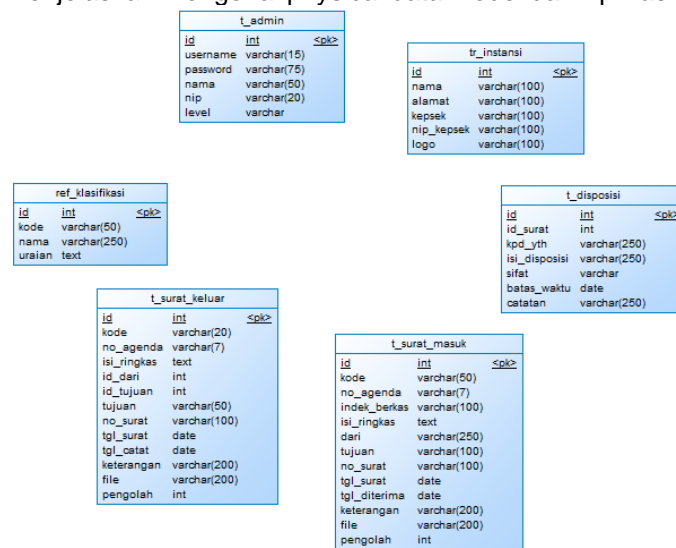 t_admin
id int <pk>
username varchar(15)
password varchar(75)
nama varchar(50)
nip varchar(20)
level varchar
tr_instansi
id int <pk>
nama varchar(100)
alamat varchar(100)
kepsek varchar(100)
nip_kepsek varchar(100)
logo varchar(100)
ref_klasifikasi
id int <pk>
kode varchar(50)
nama varchar(250)
uraian text
t_disposisi
id int <pk>
id_surat int
kpd_yth varchar(250)
isi_disposisi varchar(250)
sifat varchar
batas_waktu date
catatan varchar(250)
t_surat_keluar
id int <pk>
kode varchar(20)
no_agenda varchar(7)
isi_ringkas text
id_dari int
id_tujuan int
tujuan varchar(50)
no_surat varchar(100)
tgl_surat date
tgl_catat date
keterangan varchar(200)
file varchar(200)
pengolah int
t_surat_masuk
id int <pk>
kode varchar(50)
no_agenda varchar(7)
indek_berkas varchar(100)
isi_ringkas text
dari varchar(250)
tujuan varchar(100)
no_surat varchar(100)
tgl_surat date
tgl_diterima date
keterangan varchar(200)
file varchar(200)
pengolah int